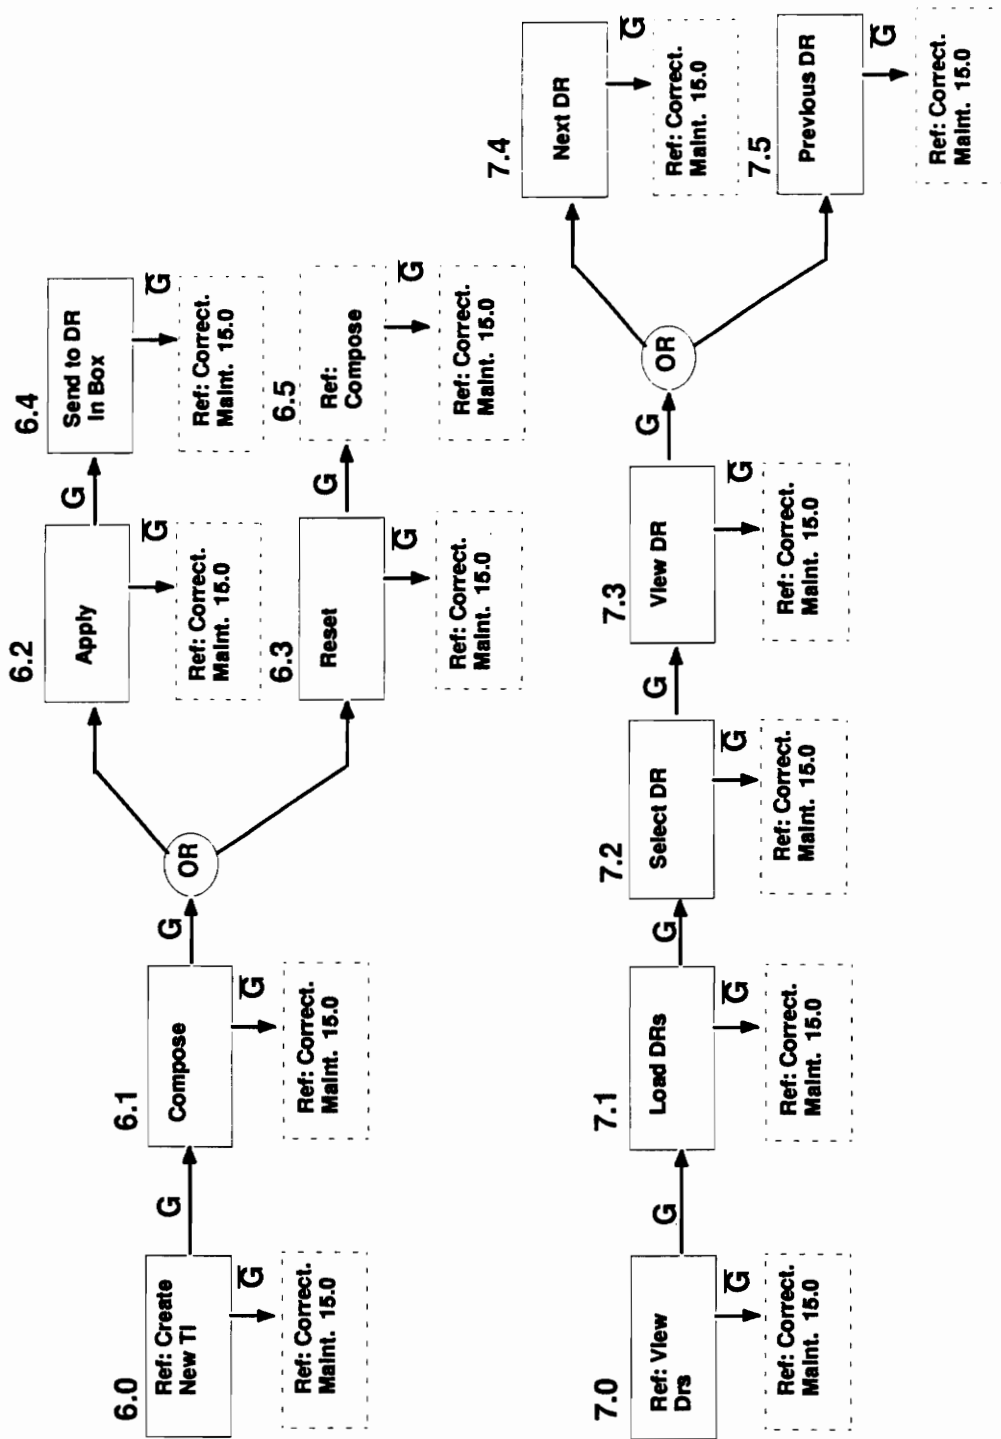 6.0
Ref: Create
New TI
G
G
Ref: Correct.
Maint. 15.0
6.1
Compose
G
G
Ref: Correct.
Maint. 15.0
OR
6.2
Apply
G
G
Ref: Correct.
Maint. 15.0
6.4
Send to DR
In Box
G
Ref: Correct.
Maint. 15.0
6.3
Reset
G
G
Ref: Correct.
Maint. 15.0
6.5
Ref:
Compose
G
Ref: Correct.
Maint. 15.0
7.0
Ref: View
Drs
G
G
Ref: Correct.
Maint. 15.0
7.1
Load DRs
G
G
Ref: Correct.
Maint. 15.0
7.2
Select DR
G
G
Ref: Correct.
Maint. 15.0
7.3
View DR
G
G
Ref: Correct.
Maint. 15.0
OR
7.4
Next DR
G
Ref: Correct.
Maint. 15.0
7.5
Previous DR
G
Ref: Correct.
Maint. 15.0